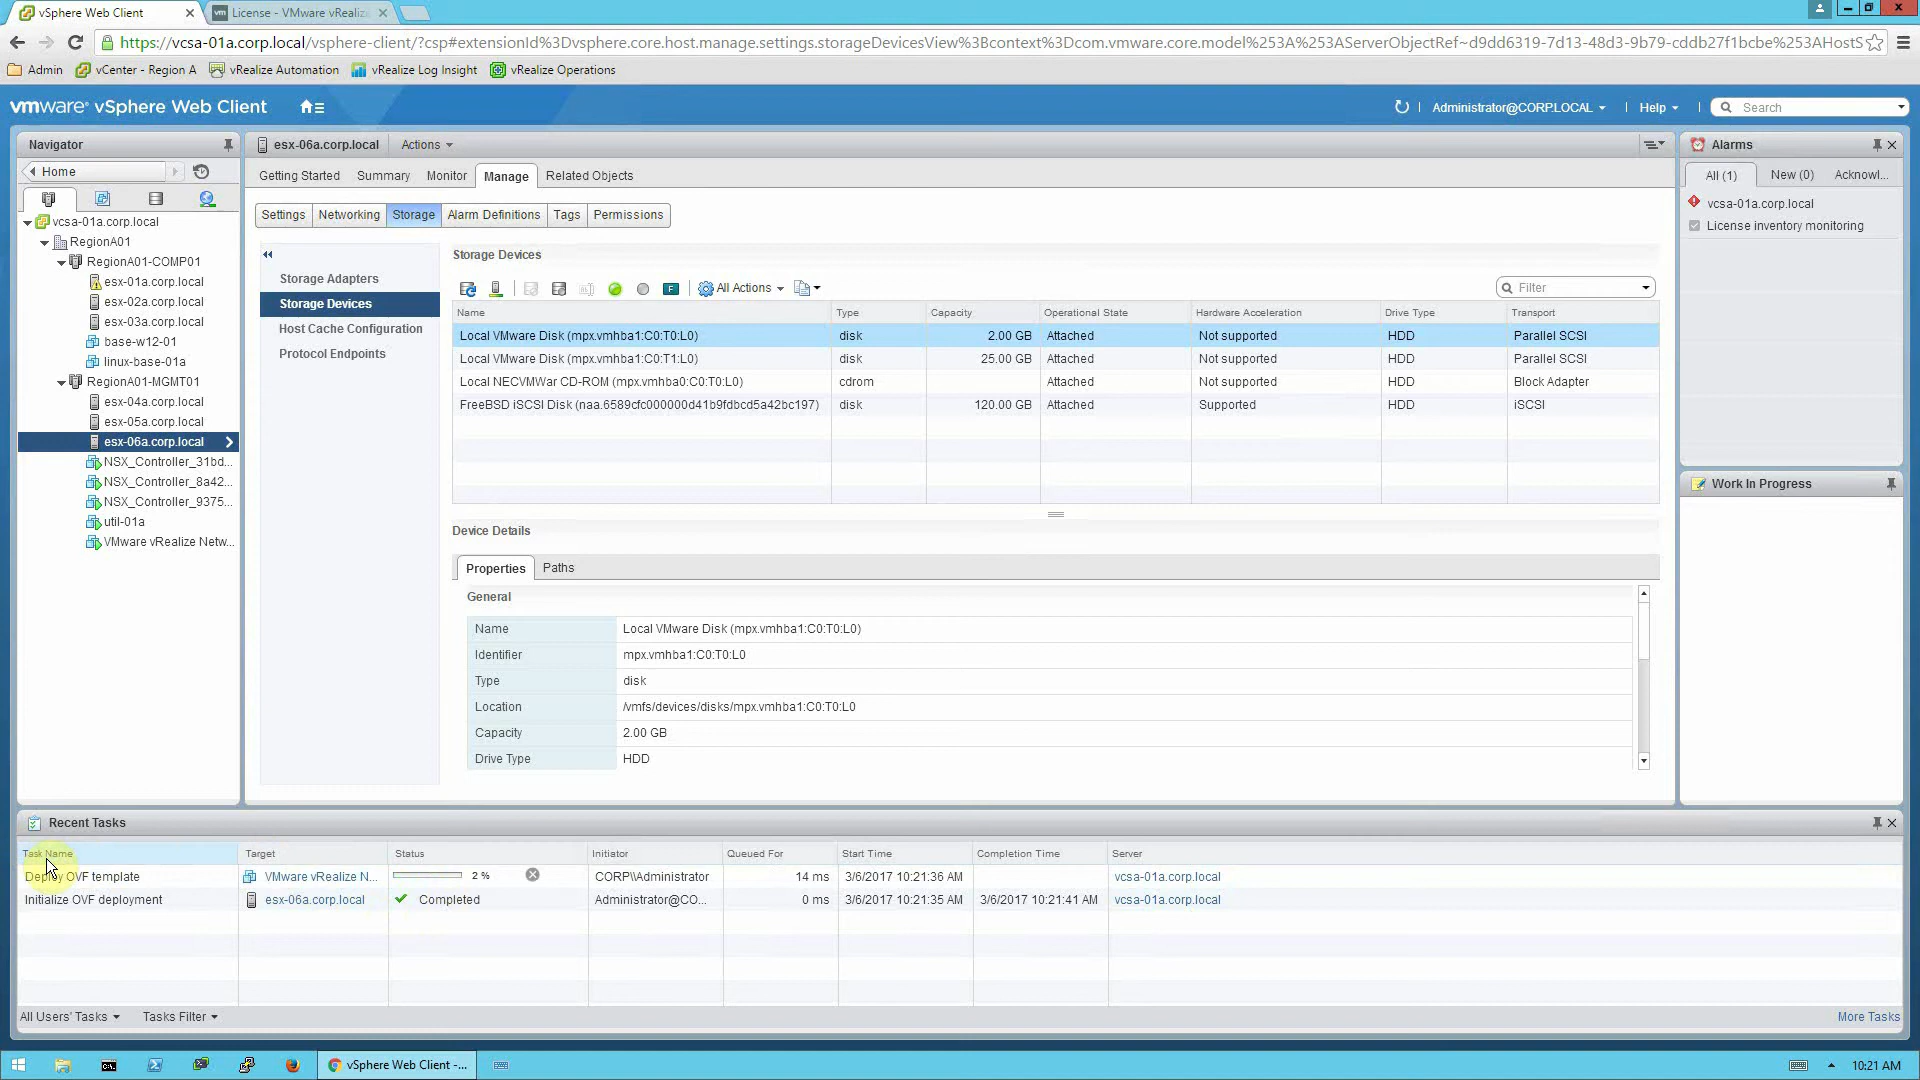 vSphere Web Client
License - VMware vRealiz
https://vcsa-01a.corp.local/vsphere-client/?csp#extensionId%3Dvsphere.core.host.manage.settings.storageDevicesView%3Bcontext%3Dcom.vmware.core.model%253A%253AServerObjectRef~d9dd6319-7d13-48d3-9b79-cddb27f1bcbe%253AHostS
Admin
vCenter - Region A
vRealize Automation
vRealize Log Insight
vRealize Operations
vmware® vSphere Web Client
Administrator@CORP.LOCAL
Help
Search
Navigator
Home
vcsa-01a.corp.local
RegionA01
RegionA01-COMP01
esx-01a.corp.local
esx-02a.corp.local
esx-03a.corp.local
base-w12-01
linux-base-01a
RegionA01-MGMT01
esx-04a.corp.local
esx-05a.corp.local
esx-06a.corp.local
NSX_Controller_31bd...
NSX_Controller_8a42...
NSX_Controller_9375...
util-01a
VMware vRealize Netw...
esx-06a.corp.local Actions
Getting Started Summary Monitor Manage Related Objects
Settings Networking Storage Alarm Definitions Tags Permissions
Storage Adapters
Storage Devices
Host Cache Configuration
Protocol Endpoints
Storage Devices
All Actions
Filter
Name Type Capacity Operational State Hardware Acceleration Drive Type Transport
Local VMware Disk (mpx.vmhba1:C0:T0:L0) disk 2.00 GB Attached Not supported HDD Parallel SCSI
Local VMware Disk (mpx.vmhba1:C0:T1:L0) disk 25.00 GB Attached Not supported HDD Parallel SCSI
Local NECVMWar CD-ROM (mpx.vmhba0:C0:T0:L0) cdrom Attached Not supported HDD Block Adapter
FreeBSD iSCSI Disk (naa.6589cfc000000d41b9fdbcd5a42bc197) disk 120.00 GB Attached Supported HDD iSCSI
Device Details
Properties Paths
General
Name Local VMware Disk (mpx.vmhba1:C0:T0:L0)
Identifier mpx.vmhba1:C0:T0:L0
Type disk
Location /vmfs/devices/disks/mpx.vmhba1:C0:T0:L0
Capacity 2.00 GB
Drive Type HDD
Alarms
All (1) New (0) Acknowl...
vcsa-01a.corp.local
License inventory monitoring
Work In Progress
Recent Tasks
Task Name Target Status Initiator Queued For Start Time Completion Time Server
Deploy OVF template VMware vRealize N... 2 % CORP\\Administrator 14 ms 3/6/2017 10:21:36 AM vcsa-01a.corp.local
Initialize OVF deployment esx-06a.corp.local Completed Administrator@CO... 0 ms 3/6/2017 10:21:35 AM 3/6/2017 10:21:41 AM vcsa-01a.corp.local
All Users' Tasks Tasks Filter More Tasks
vSphere Web Client -...
10:21 AM